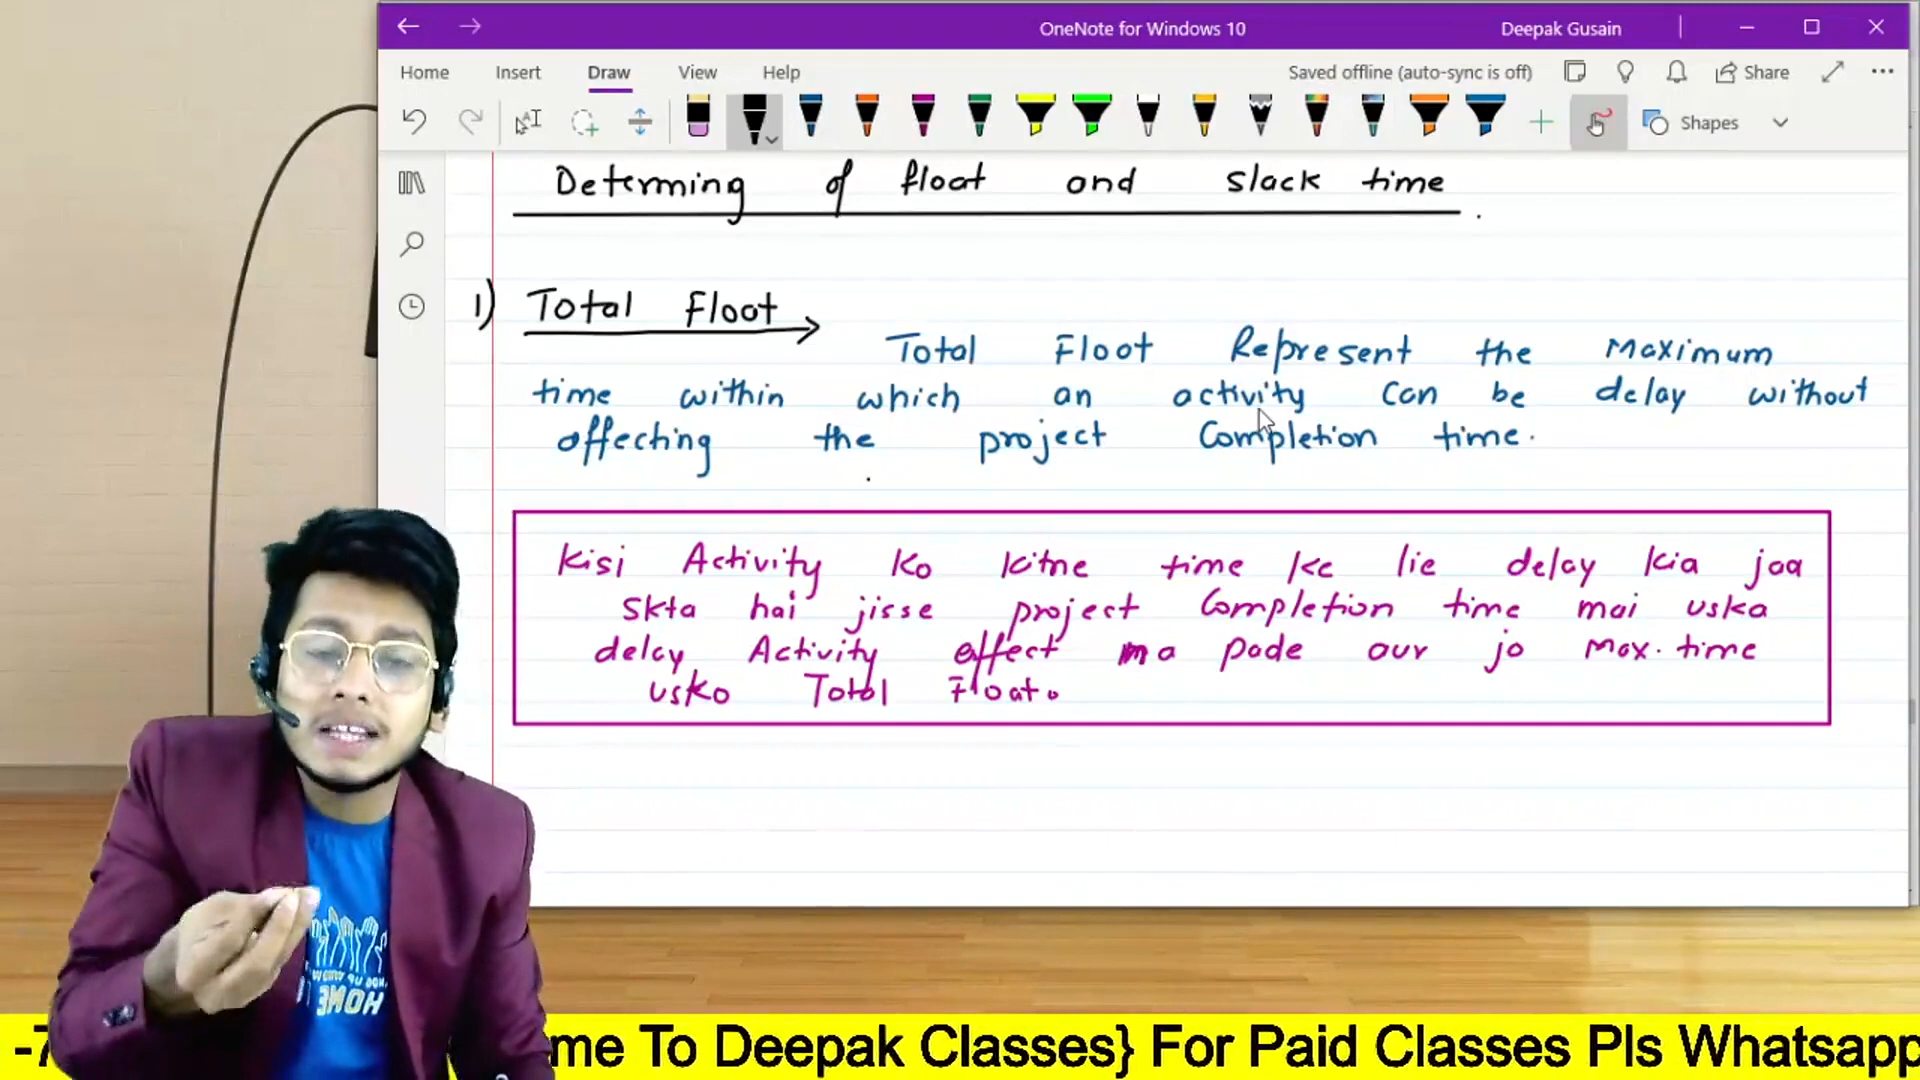 OneNote for Windows 10
Deepak Gusain
Home Insert Draw View Help
Saved offline (auto-sync is off)
Share
Shapes
Determing of float and slack time
1) Total Float
Total Float Represent the maximum
time within which an activity can be delay without
affecting the project Completion time.
Kisi Activity ko kitne time ke lie delay kia jaa
skta hai jisse project Completion time mai uska
delay Activity effect na pade aur jo max. time
usko Total Float.
HOME
me To Deepak Classes} For Paid Classes Pls Whatsapp